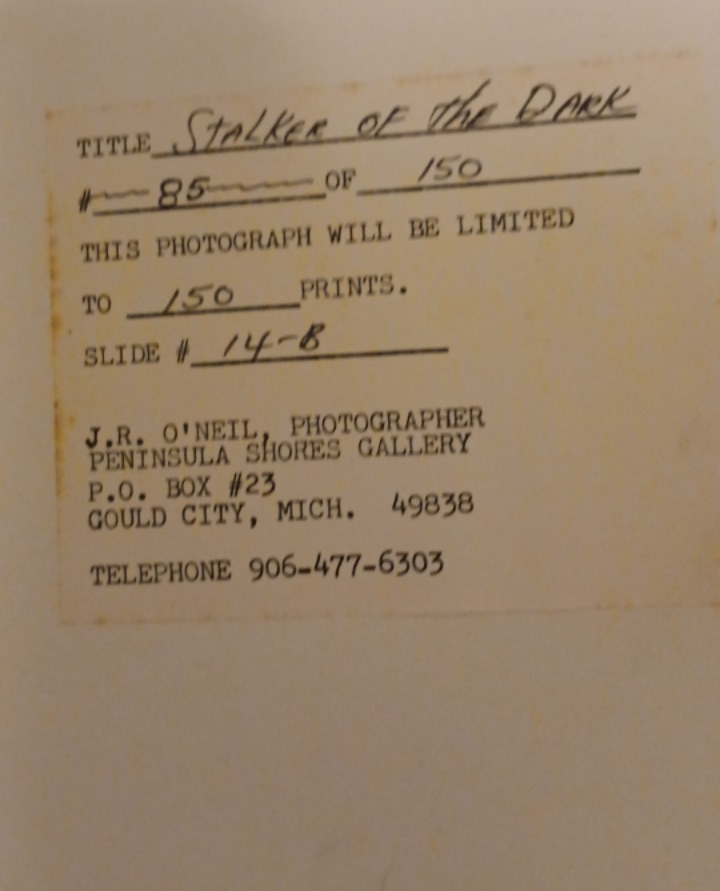 TITLE Stalker of the Dark
# 85 OF 150
THIS PHOTOGRAPH WILL BE LIMITED
TO 150 PRINTS.
SLIDE # 14-B
J.R. O'NEIL, PHOTOGRAPHER
PENINSULA SHORES GALLERY
P.O. BOX #23
GOULD CITY, MICH. 49838
TELEPHONE 906-477-6303